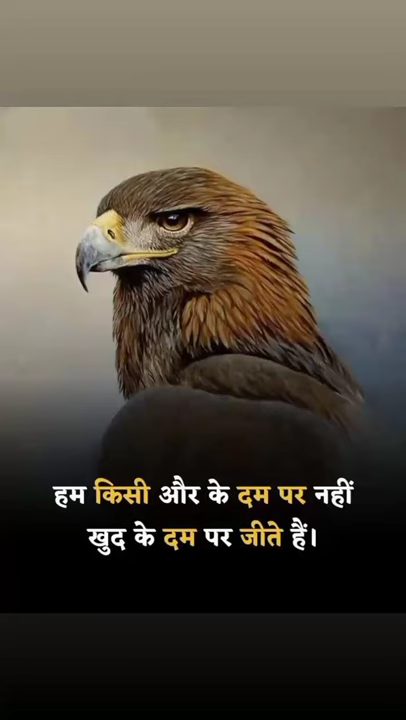 हम किसी और के दम पर नहीं
खुद के दम पर जीते हैं।